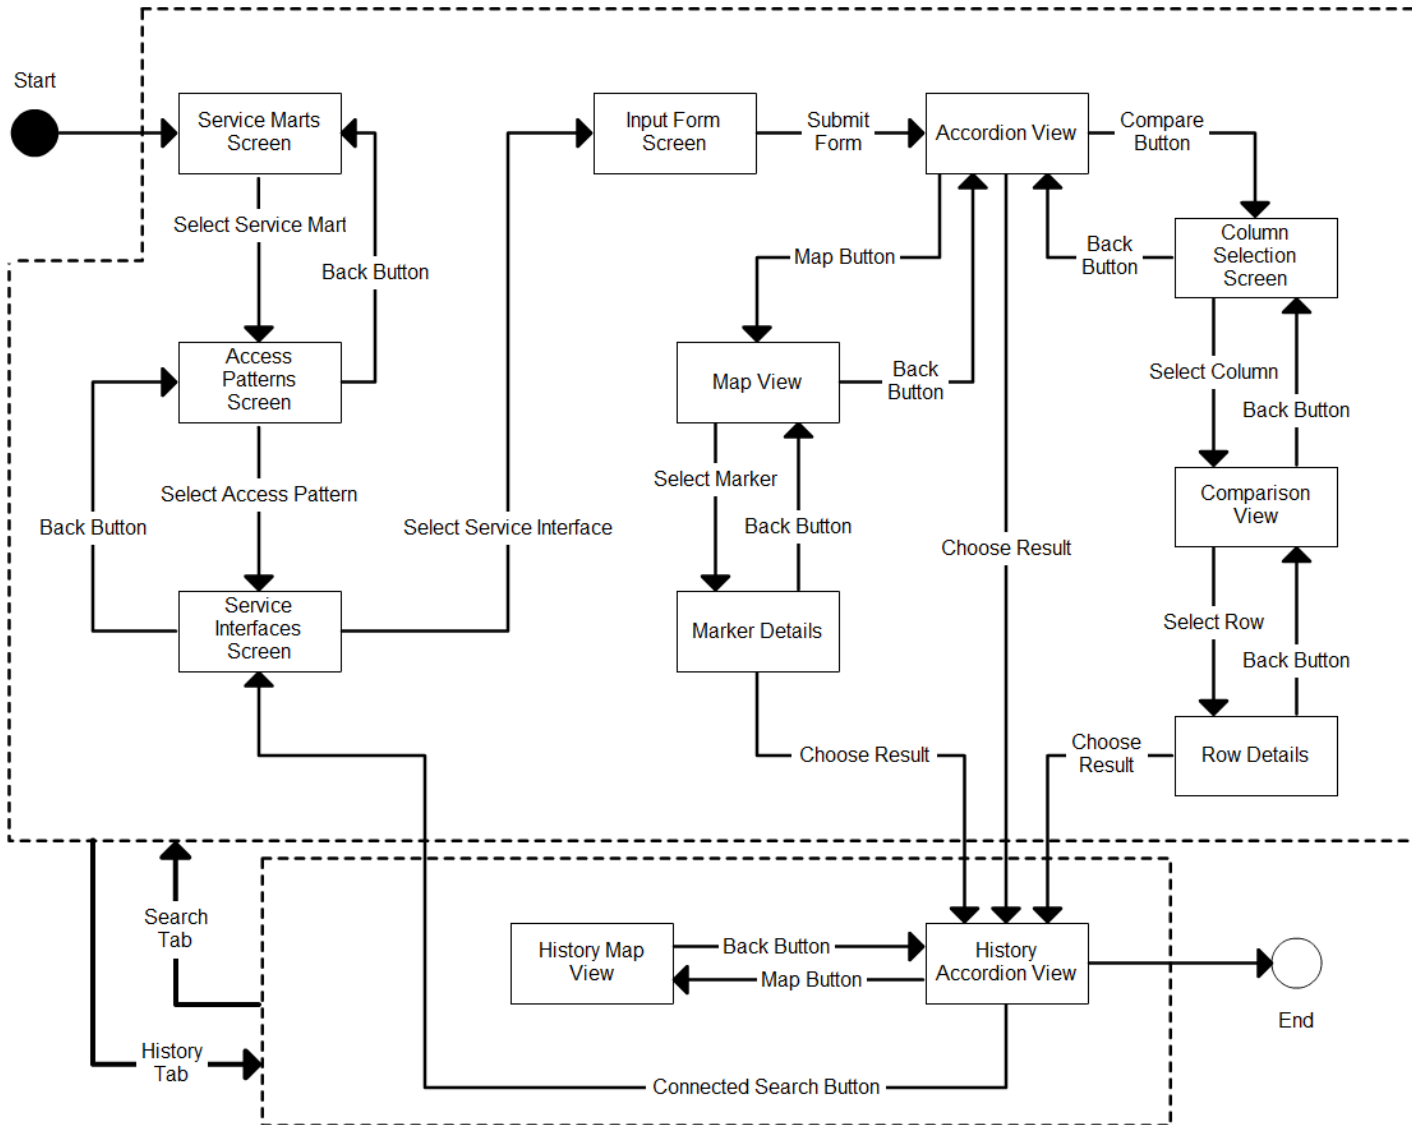 Start
Service Marts
Screen
Input Form
Screen
Submit
Form
Accordion View
Compare
Button
Select Service Mart
Back Button
Map Button
Back
Button
Column
Selection
Screen
Access
Patterns
Screen
Map View
Back
Button
Select Column
Back Button
Select Marker
Select Access Pattern
Back Button
Select Service Interface
Back Button
Choose Result
Comparison
View
Service
Interfaces
Screen
Marker Details
Select Row
Back Button
Choose Result
Choose
Result
Row Details
Search
Tab
History Map
View
Back Button
Map Button
History
Accordion View
End
History
Tab
Connected Search Button